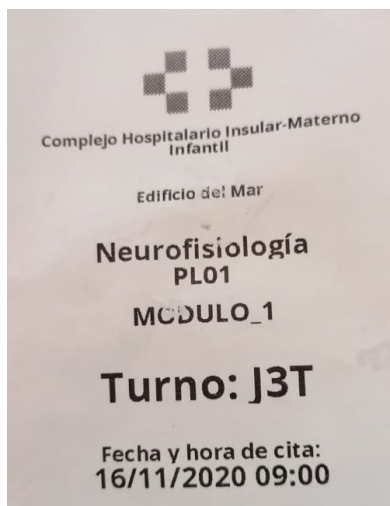 Complejo Hospitalario Insular-Materno
Infantil
Edificio del Mar
Neurofisiología
PL01
MODULO_1
Turno: J3T
Fecha y hora de cita:
16/11/2020 09:00